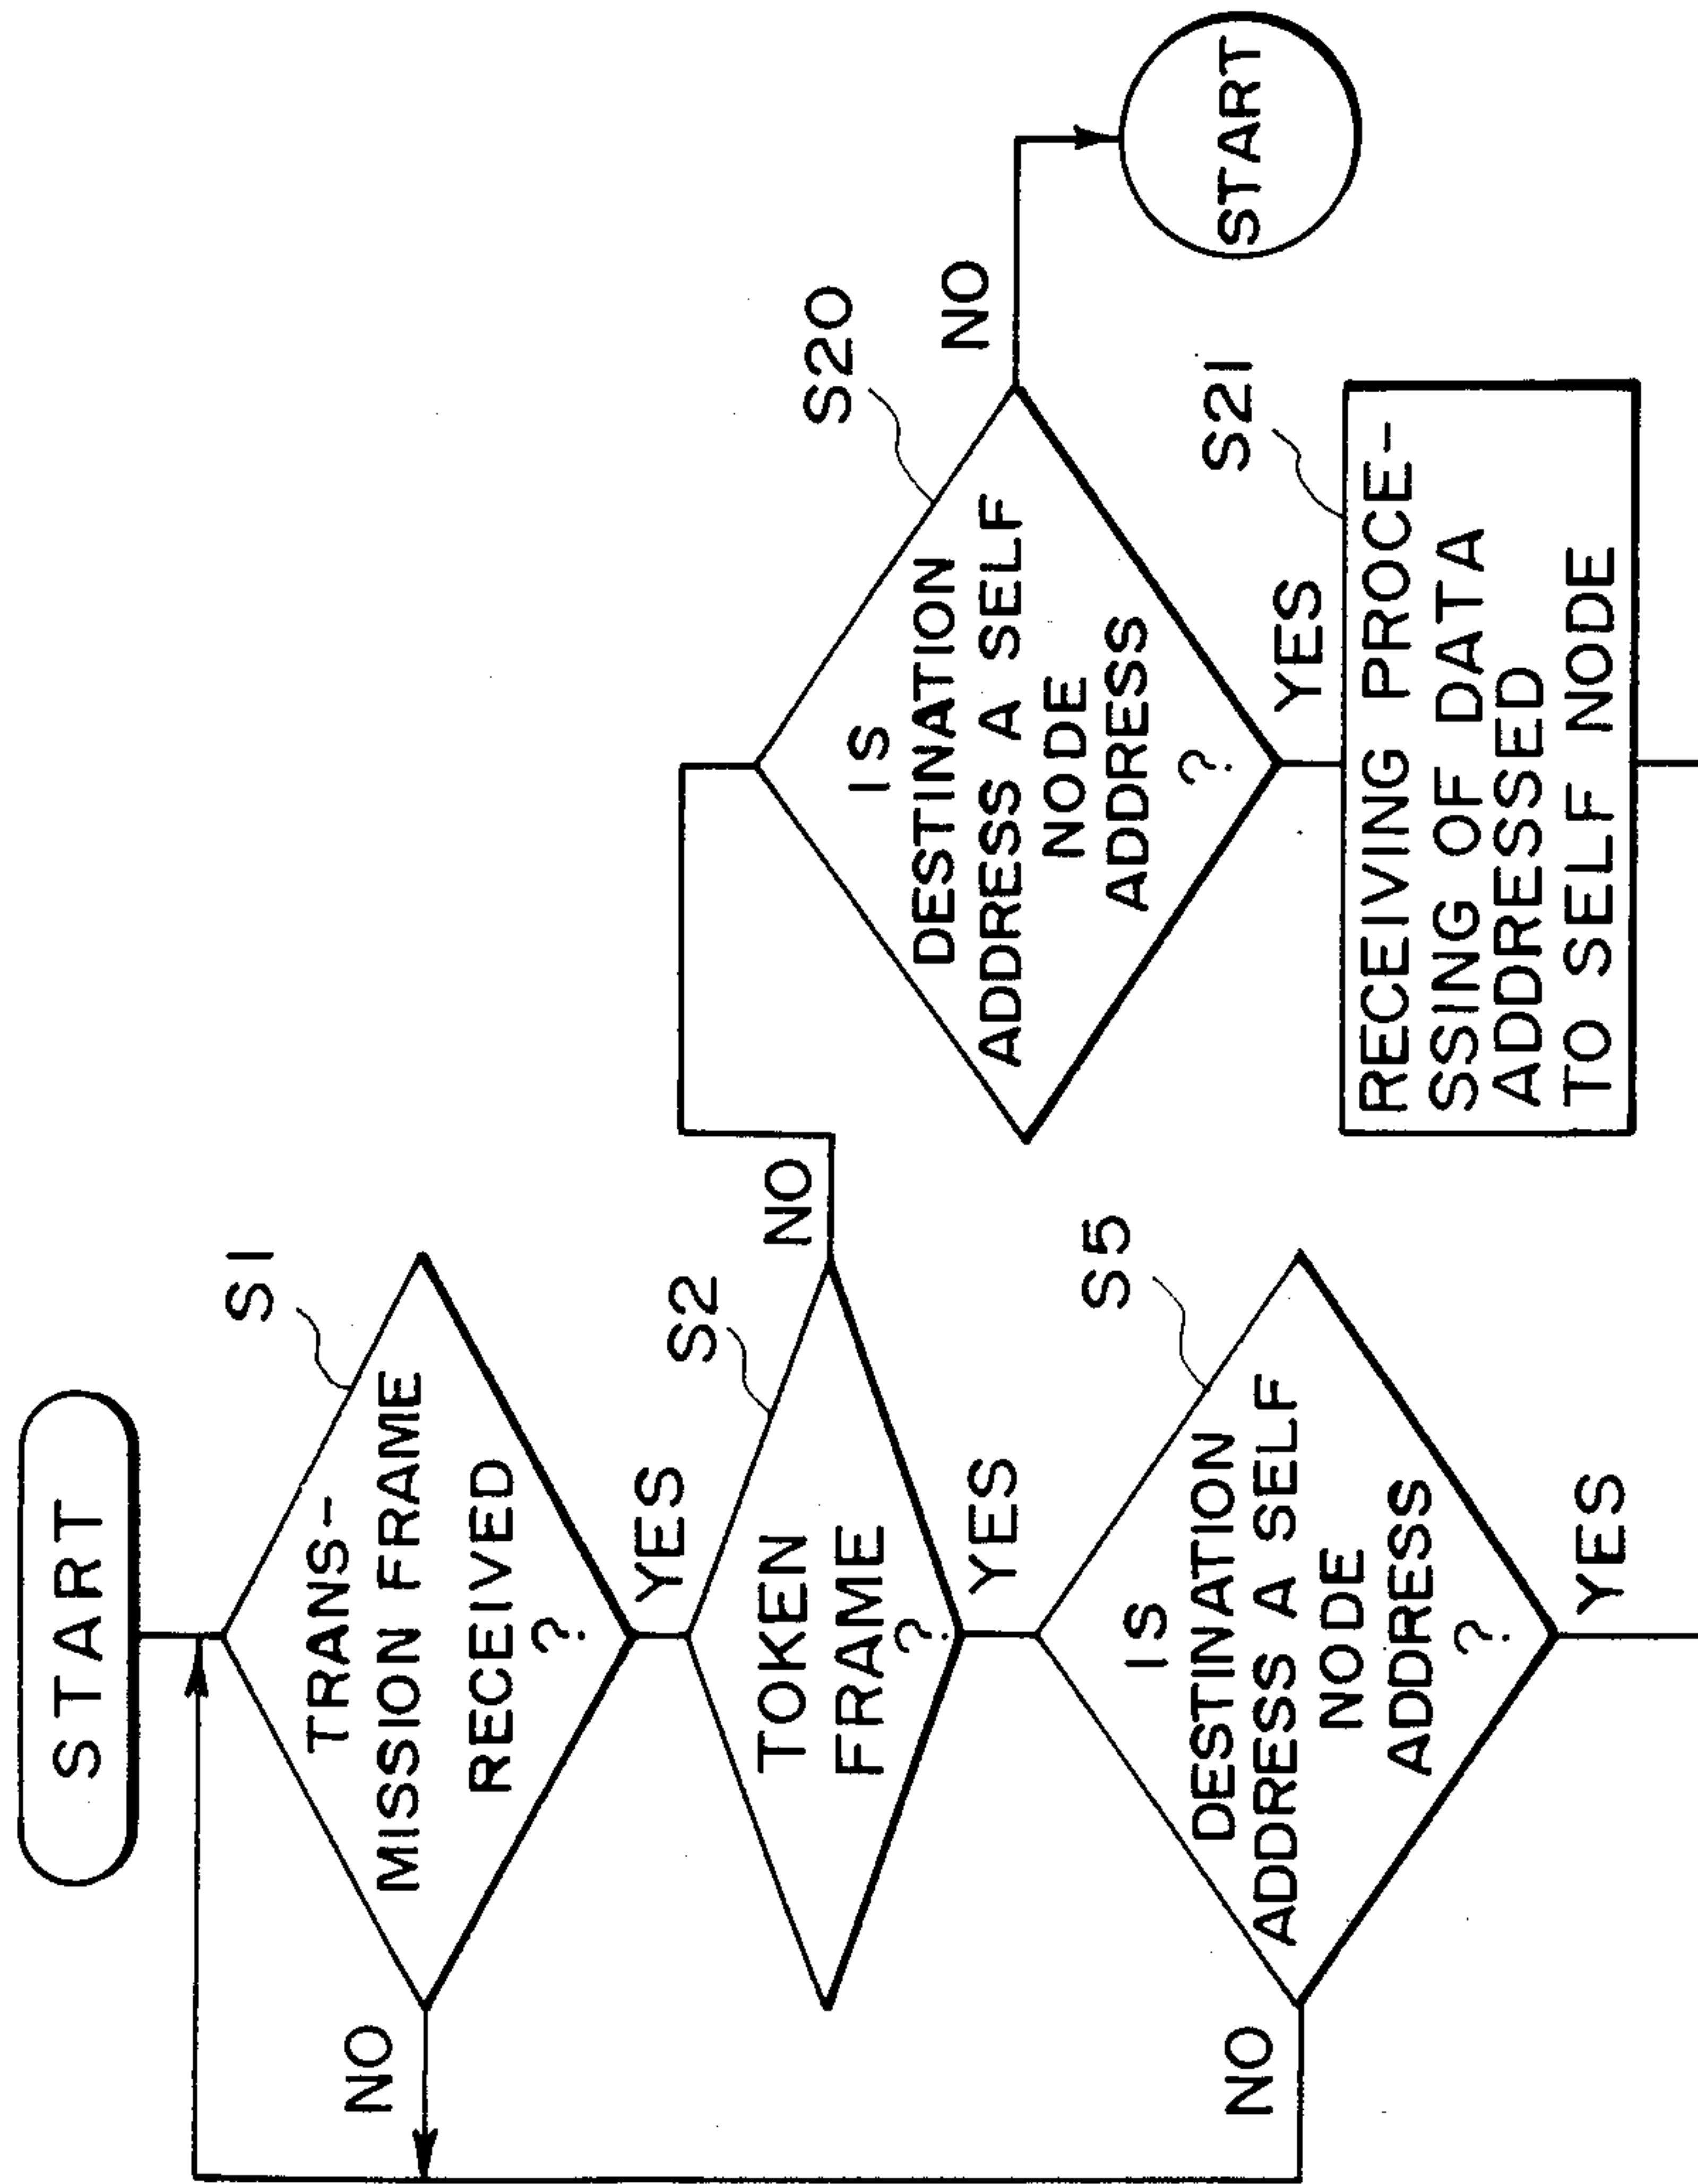 START
S1
TRANS-
MISSION FRAME
RECEIVED
?
NO
YES
S2
TOKEN
FRAME
?
NO
YES
S5
IS
DESTINATION
ADDRESS A SELF
NODE
ADDRESS
?
NO
YES
S20
IS
DESTINATION
ADDRESS A SELF
NODE
ADDRESS
?
NO
START
YES
S21
RECEIVING PROCE-
SSING OF DATA
ADDRESSED
TO SELF NODE